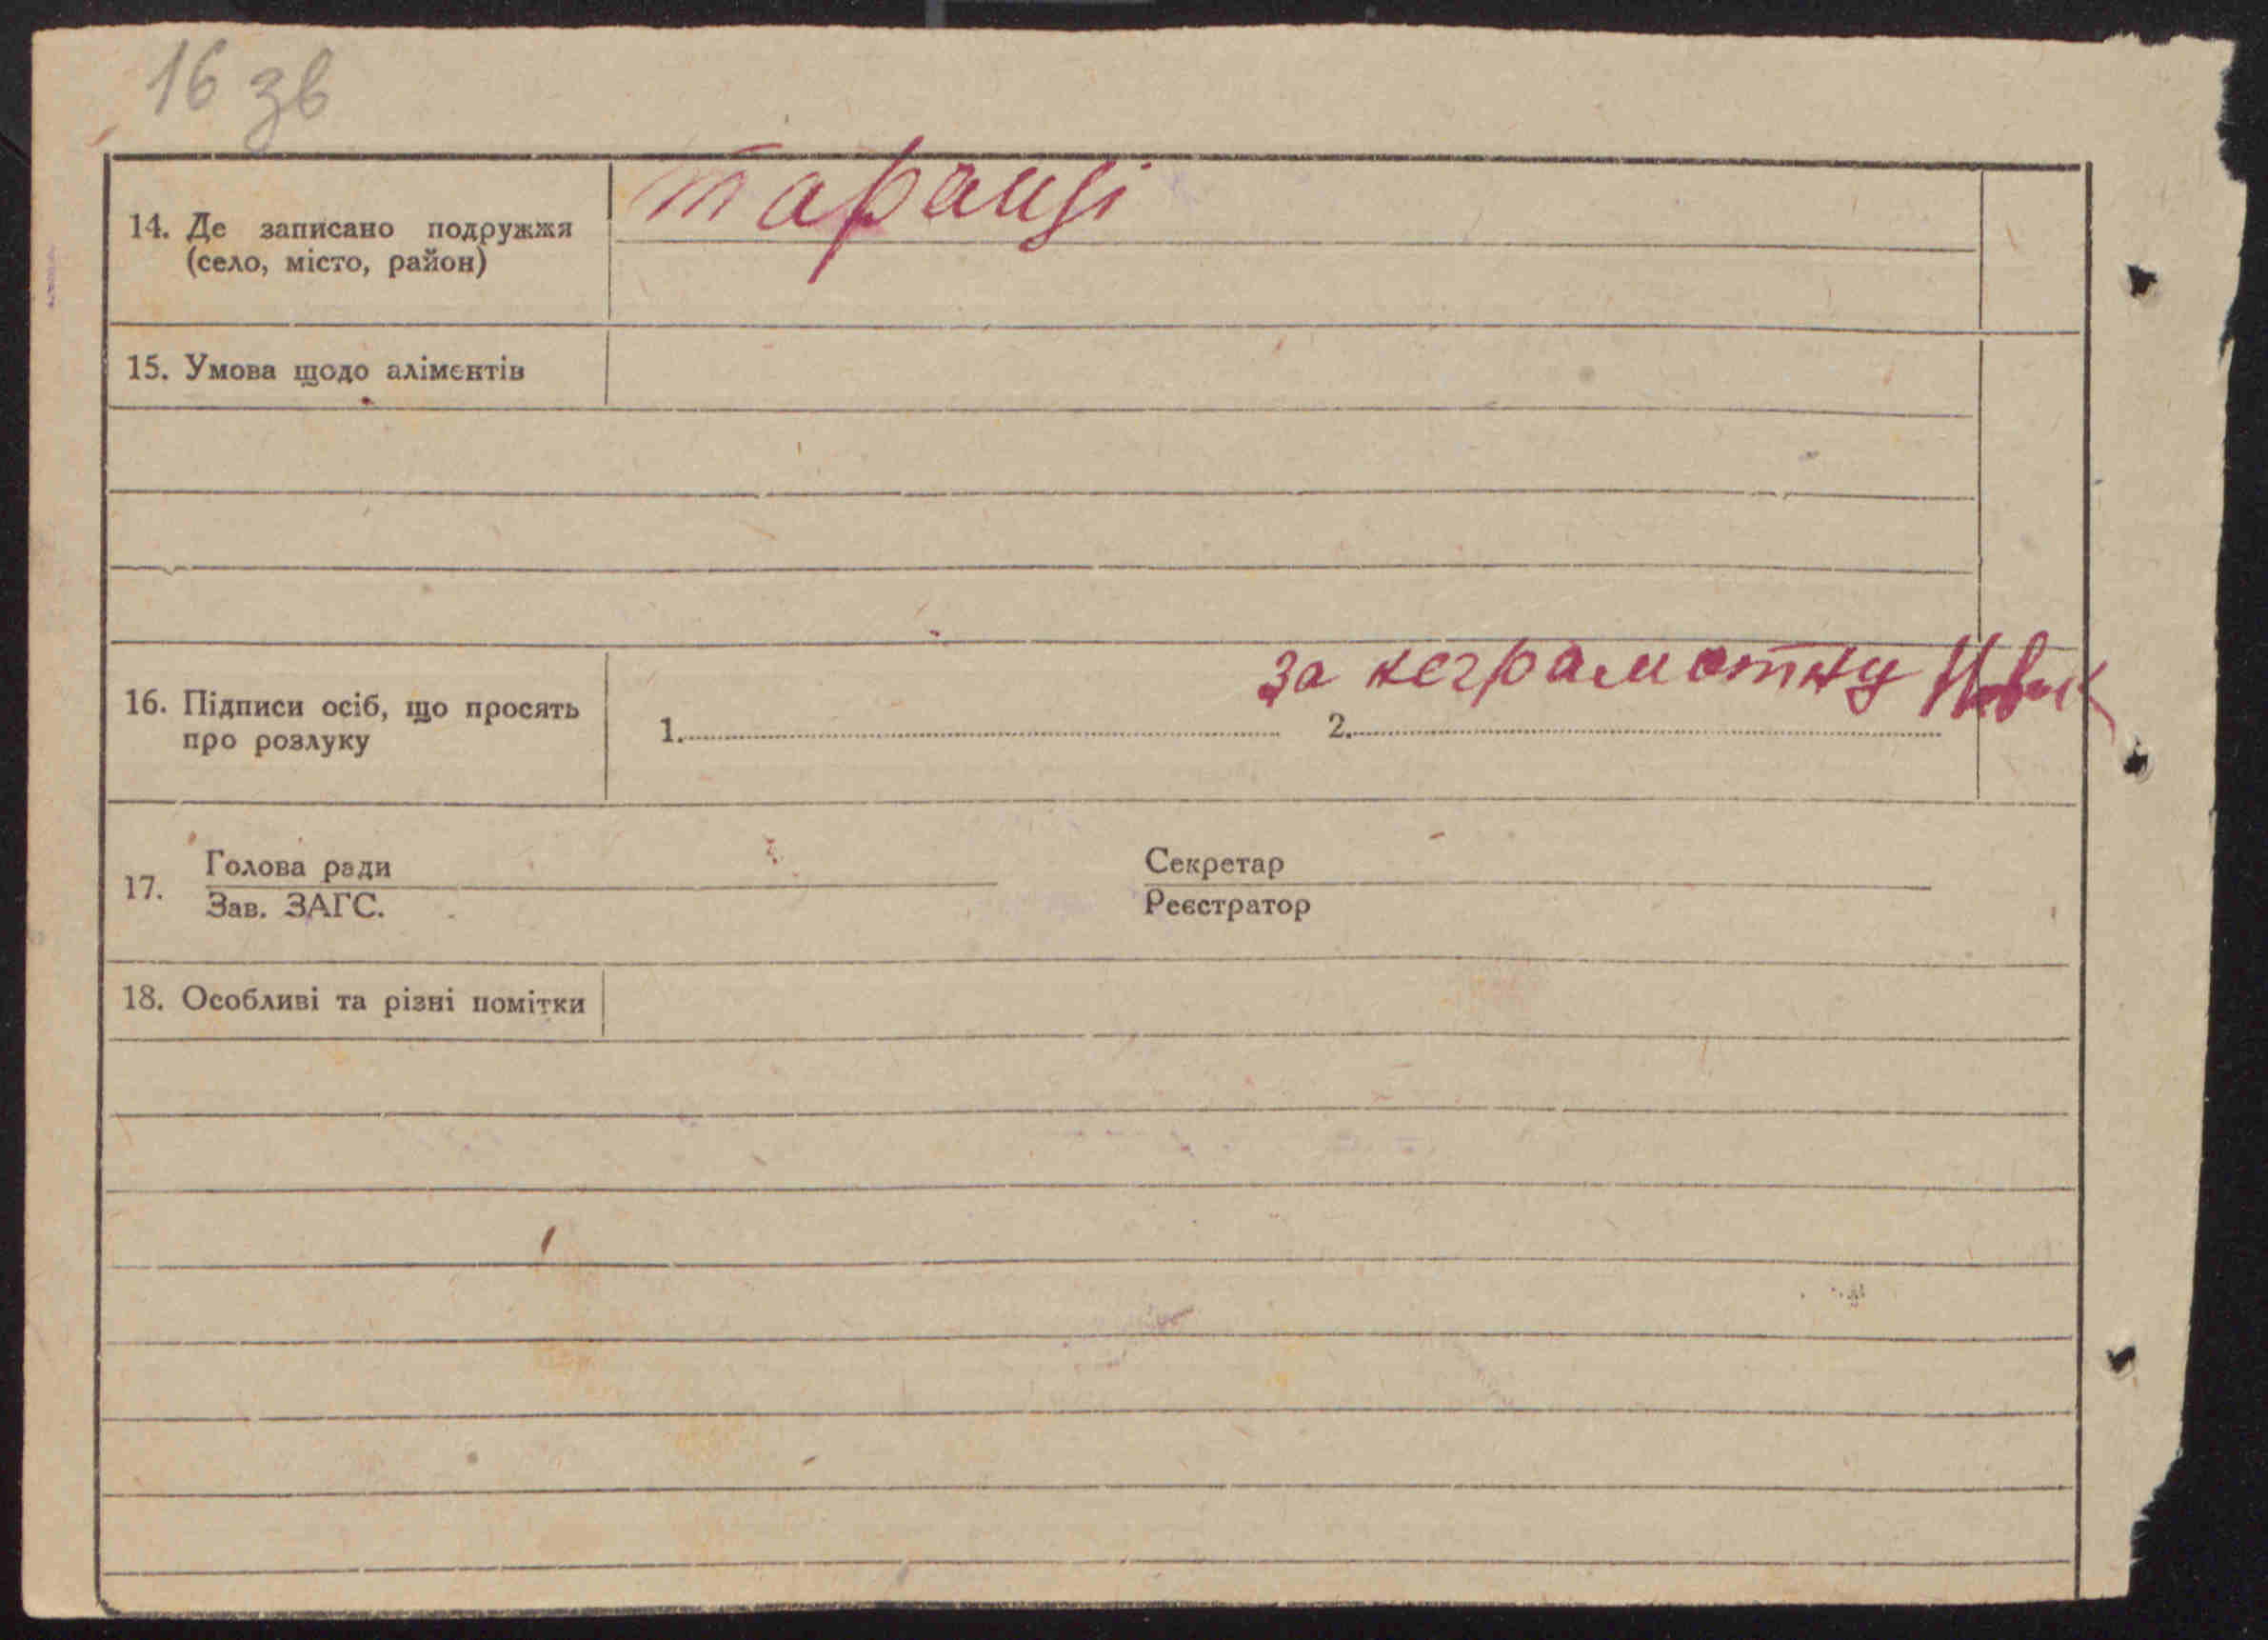 16 зв
14. Де записано подружжя
(село, місто, район)
Таранці
15. Умова щодо аліментів
16. Підписи осіб, що просять
про розлуку
за неграмотну
1.
2.
17. Голова ради
Зав. ЗАГС.
Секретар
Реєстратор
18. Особливі та різні помітки